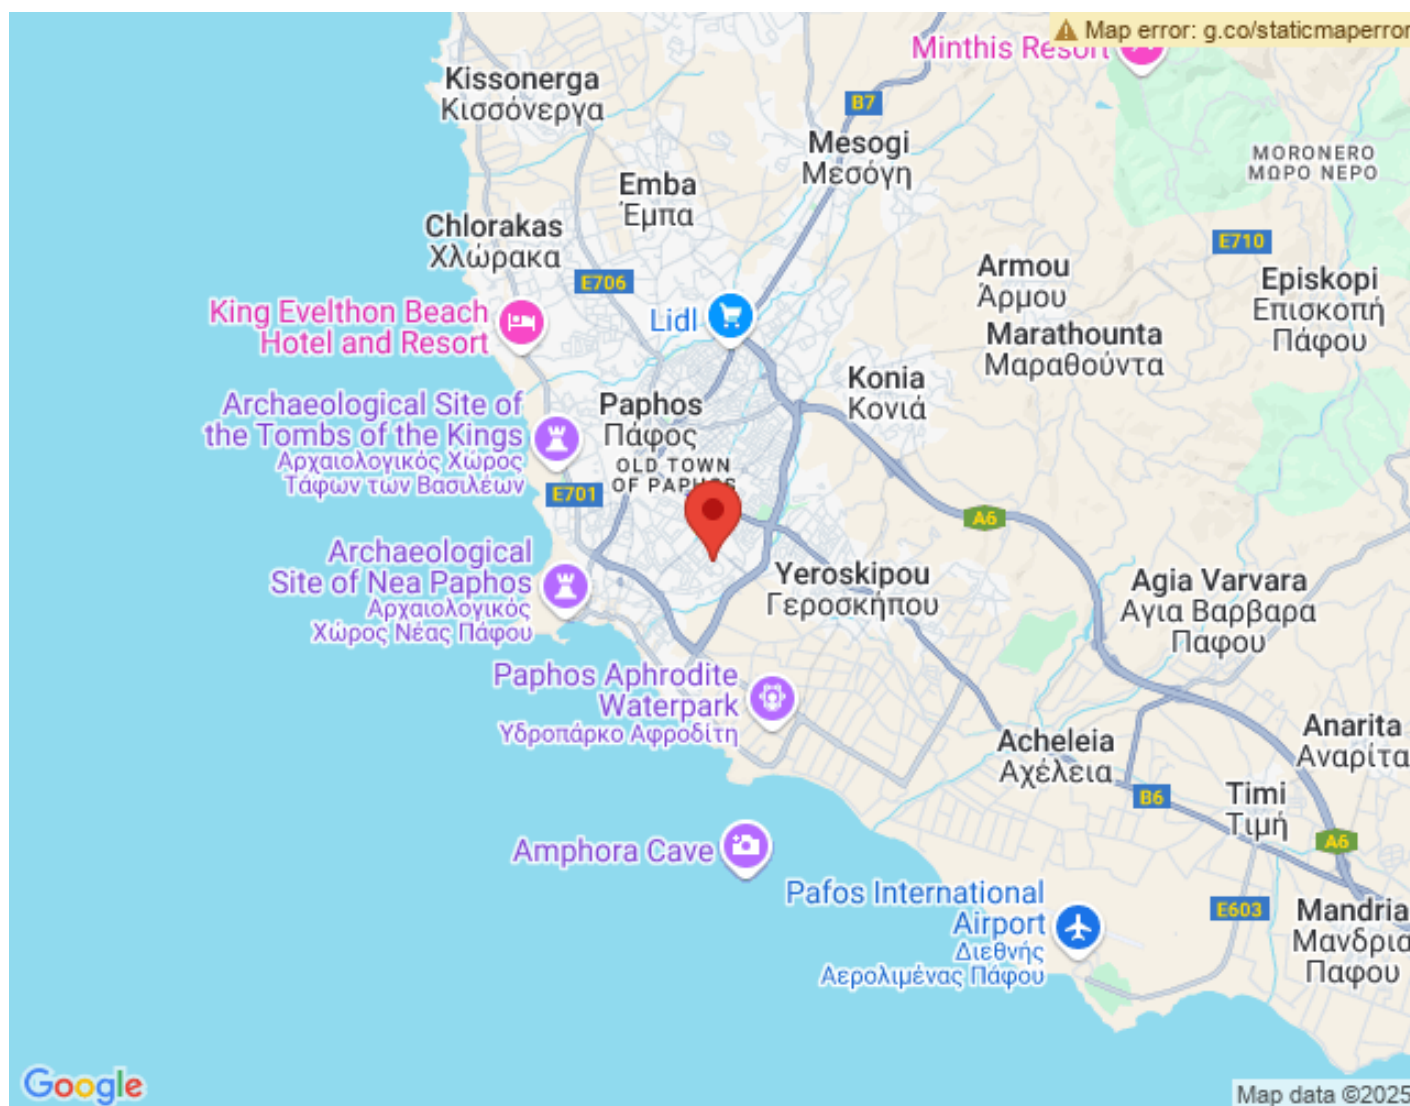 Map error: g.co/staticmaperror
Minthis Resort
Kissonerga
Κισσόνεργα
B7
Mesogi
Μεσόγη
MORONERO
ΜΩΡΟ ΝΕΡΟ
Emba
Έμπα
Chlorakas
Χλώρακα
E710
E706
Armou
Άρμου
Episkopi
Επισκοπή
Πάφου
King Evelthon Beach
Hotel and Resort
Lidl
Marathounta
Μαραθούντα
Konia
Κονιά
Paphos
Πάφος
Archaeological Site of
the Tombs of the Kings
Αρχαιολογικός Χώρος
Τάφων των Βασιλέων
OLD TOWN
OF PAPHOS
E701
A6
Archaeological
Site of Nea Paphos
Αρχαιολογικός
Χώρος Νέας Πάφου
Yeroskipou
Γεροσκήπου
Agia Varvara
Αγια Βαρβαρα
Παφου
Paphos Aphrodite
Waterpark
Υδροπάρκο Αφροδίτη
Acheleia
Αχέλεια
Anarita
Αναρίτα
B6
Timi
Τιμή
A6
Amphora Cave
Pafos International
Airport
Διεθνής
Αερολιμένας Πάφου
E603
Mandria
Μανδρια
Παφου
Google
Map data ©2025